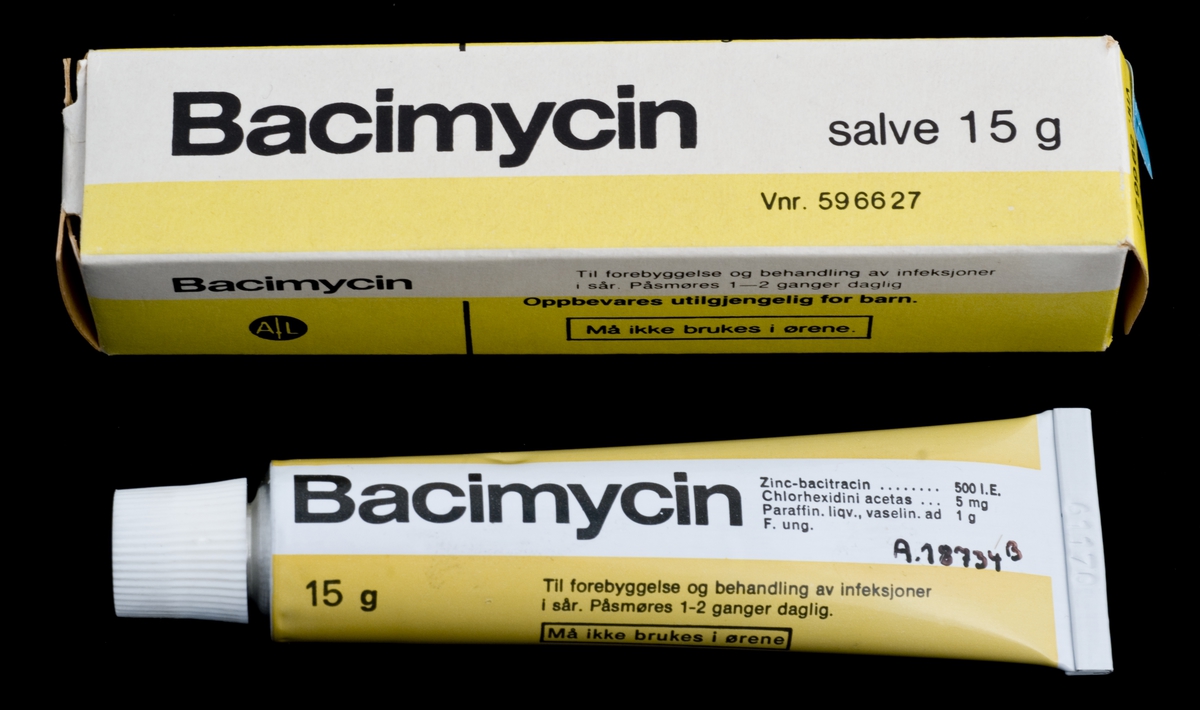 Bacimycin salve 15 g
Vnr. 596627
Bacimycin
Til forebyggelse og behandling av infeksjoner
i sår. Påsmøres 1—2 ganger daglig
Oppbevares utilgjengelig for barn.
A/L
Må ikke brukes i ørene.
Bacimycin
Zinc-bacitracin ........ 500 I.E.
Chlorhexidini acetas ... 5 mg
Paraffin. liqv., vaselin. ad 1 g
F. ung.
A.18734B
15 g
Til forebyggelse og behandling av infeksjoner
i sår. Påsmøres 1-2 ganger daglig.
Må ikke brukes i ørene